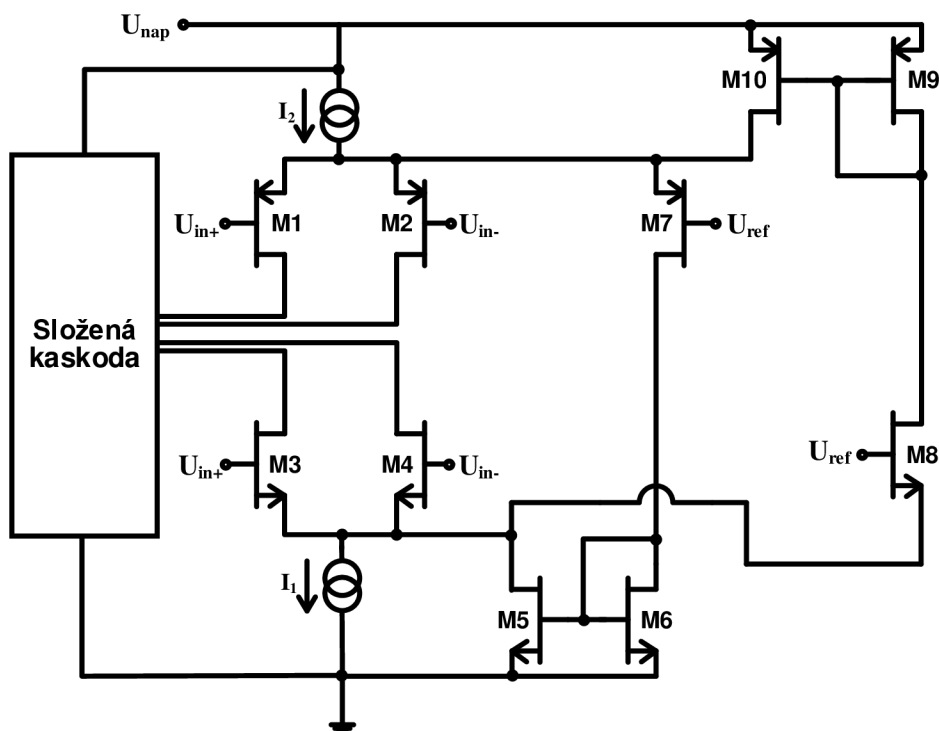 Unap
M10
M9
I2
Uin+
M1
M2
Uin-
M7
Uref
Složená
kaskoda
Uin+
M3
M4
Uin-
Uref
M8
I1
M5
M6